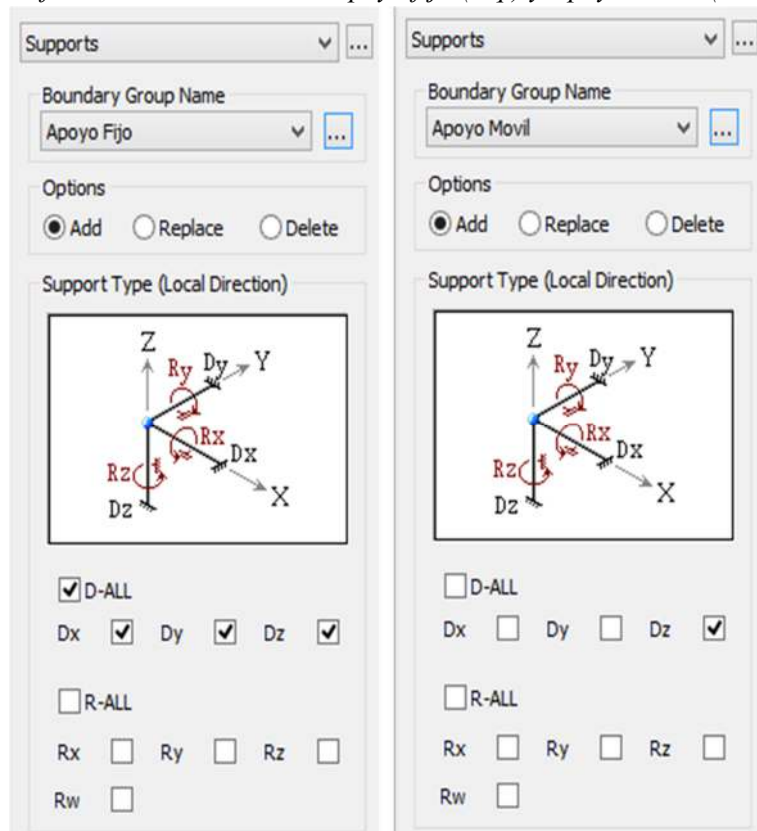 Supports
...
Boundary Group Name
Apoyo Fijo
...
Options
Add Replace Delete
Support Type (Local Direction)
Z
Ry Dy Y
Rx
Rz Dx
Dz X
D-ALL
Dx Dy Dz
R-ALL
Rx Ry Rz
Rw
Supports
...
Boundary Group Name
Apoyo Movil
...
Options
Add Replace Delete
Support Type (Local Direction)
Z
Ry Dy Y
Rx
Rz Dx
Dz X
D-ALL
Dx Dy Dz
R-ALL
Rx Ry Rz
Rw